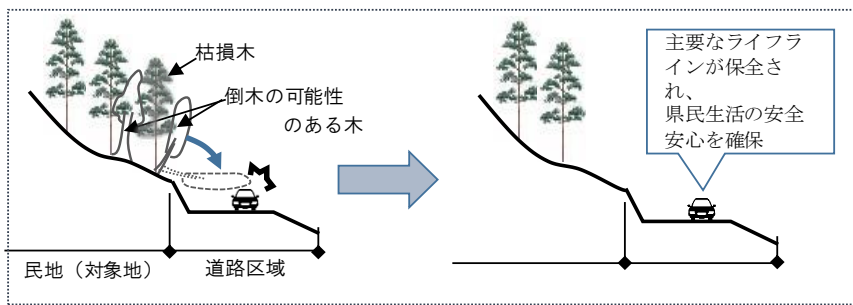 枯損木
倒木の可能性
のある木
民地（対象地）
道路区域
主要なライフラ
インが保全さ
れ、
県民生活の安全
安心を確保